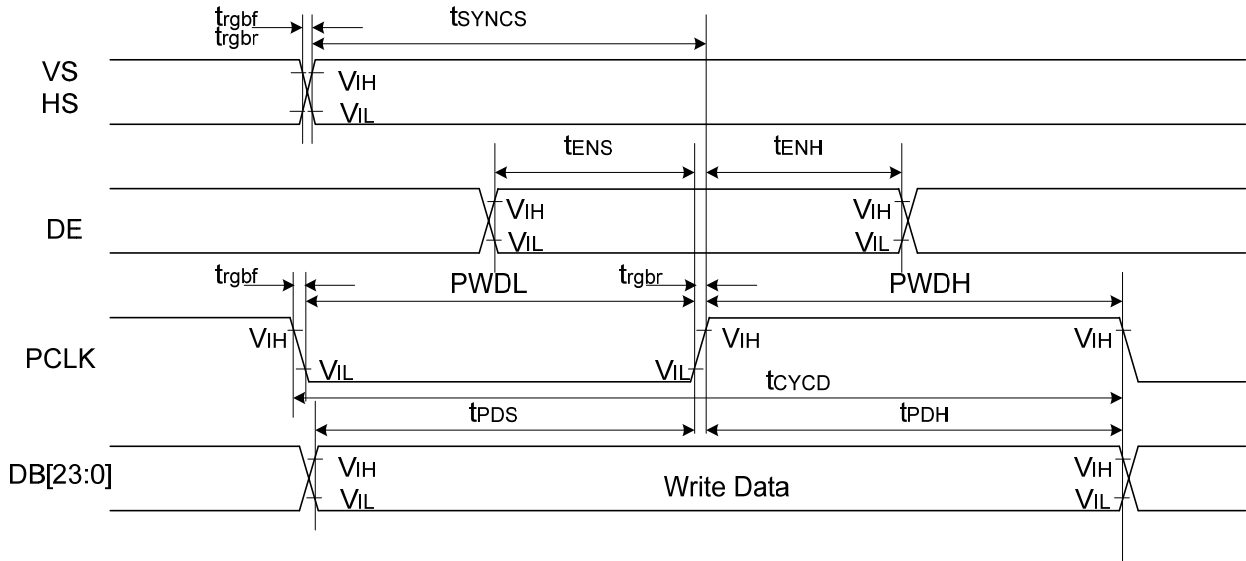 trgbf tSYNCS
trgbr
VS
HS
VIH
VIL
tENS tENH
DE
VIH VIH
VIL VIL
trgbf PWDL trgbr PWDH
PCLK
VIH VIH VIH
VIL VIL
tCYCD
tPDS tPDH
DB[23:0]
VIH VIH
Write Data
VIL VIL